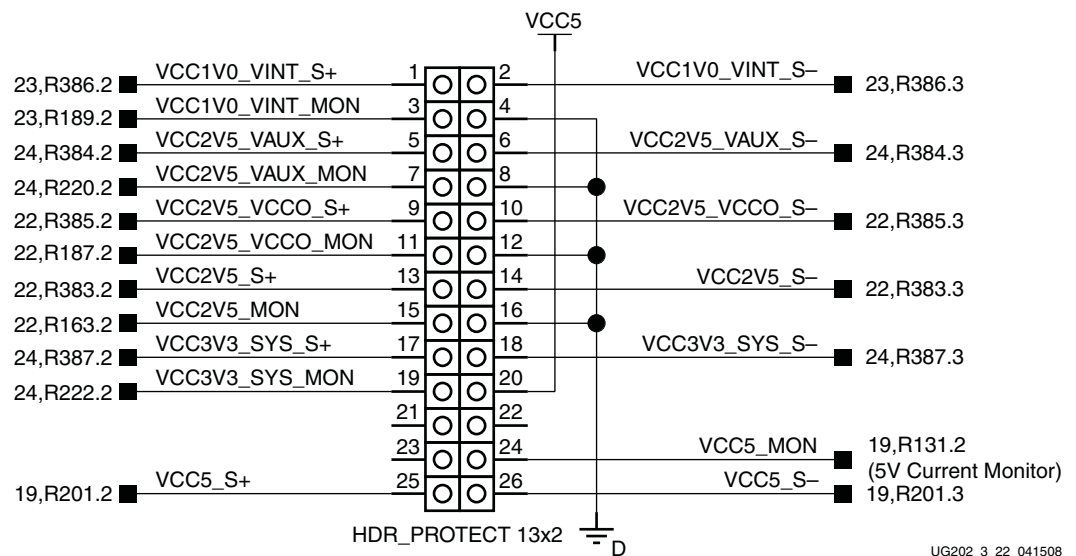 VCC5
23,R386.2 VCC1V0_VINT_S+ 1 2 VCC1V0_VINT_S– 23,R386.3
23,R189.2 VCC1V0_VINT_MON 3 4
24,R384.2 VCC2V5_VAUX_S+ 5 6 VCC2V5_VAUX_S– 24,R384.3
24,R220.2 VCC2V5_VAUX_MON 7 8
22,R385.2 VCC2V5_VCCO_S+ 9 10 VCC2V5_VCCO_S– 22,R385.3
22,R187.2 VCC2V5_VCCO_MON 11 12
22,R383.2 VCC2V5_S+ 13 14 VCC2V5_S– 22,R383.3
22,R163.2 VCC2V5_MON 15 16
24,R387.2 VCC3V3_SYS_S+ 17 18 VCC3V3_SYS_S– 24,R387.3
24,R222.2 VCC3V3_SYS_MON 19 20
21 22
23 24 VCC5_MON 19,R131.2
(5V Current Monitor)
19,R201.2 VCC5_S+ 25 26 VCC5_S– 19,R201.3
HDR_PROTECT 13x2 D
UG202_3_22_041508